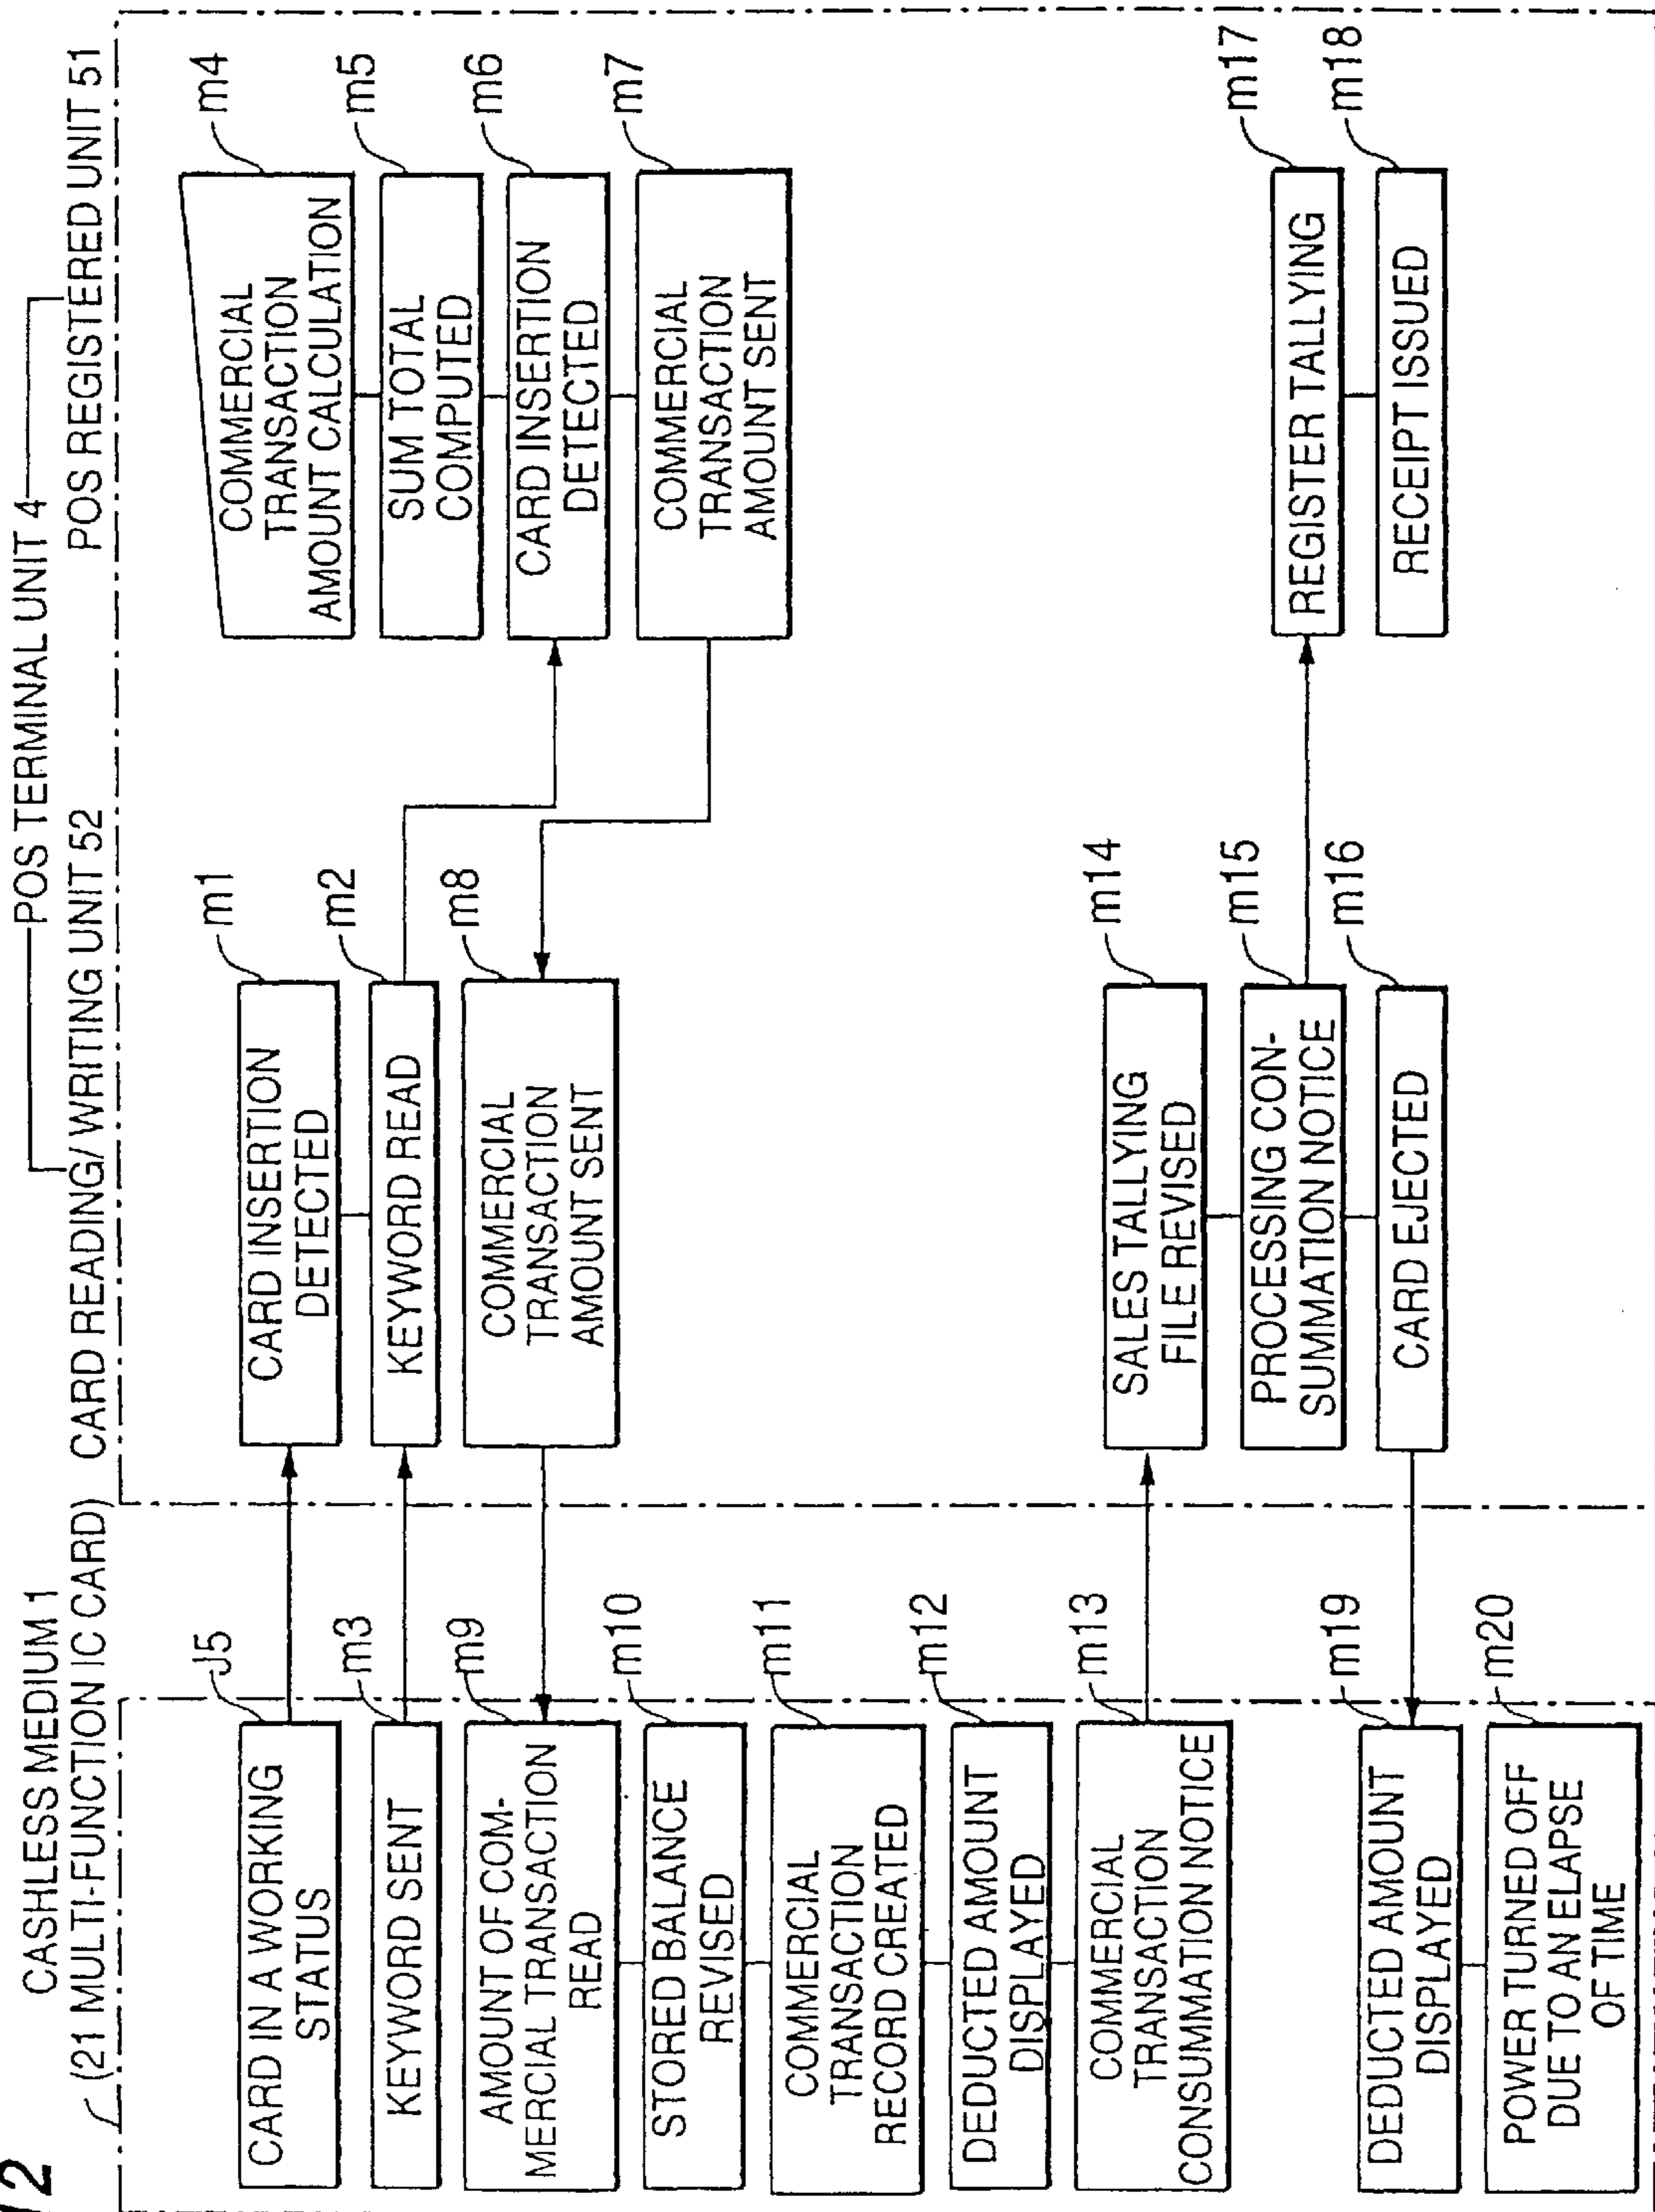 12
CASHLESS MEDIUM 1
(21 MULTI-FUNCTION IC CARD)
POS TERMINAL UNIT 4
CARD READING/WRITING UNIT 52
POS REGISTERED UNIT 51
J5
CARD IN A WORKING
STATUS
m3
KEYWORD SENT
m9
AMOUNT OF COM-
MERCIAL TRANSACTION
READ
m10
STORED BALANCE
REVISED
m11
COMMERCIAL
TRANSACTION
RECORD CREATED
m12
DEDUCTED AMOUNT
DISPLAYED
m13
COMMERCIAL
TRANSACTION
CONSUMMATION NOTICE
m19
DEDUCTED AMOUNT
DISPLAYED
m20
POWER TURNED OFF
DUE TO AN ELAPSE
OF TIME
m1
CARD INSERTION
DETECTED
m2
KEYWORD READ
m8
COMMERCIAL
TRANSACTION
AMOUNT SENT
m14
SALES TALLYING
FILE REVISED
m15
PROCESSING CON-
SUMMATION NOTICE
m16
CARD EJECTED
m4
COMMERCIAL
TRANSACTION
AMOUNT CALCULATION
m5
SUM TOTAL
COMPUTED
m6
CARD INSERTION
DETECTED
m7
COMMERCIAL
TRANSACTION
AMOUNT SENT
m17
REGISTER TALLYING
m18
RECEIPT ISSUED